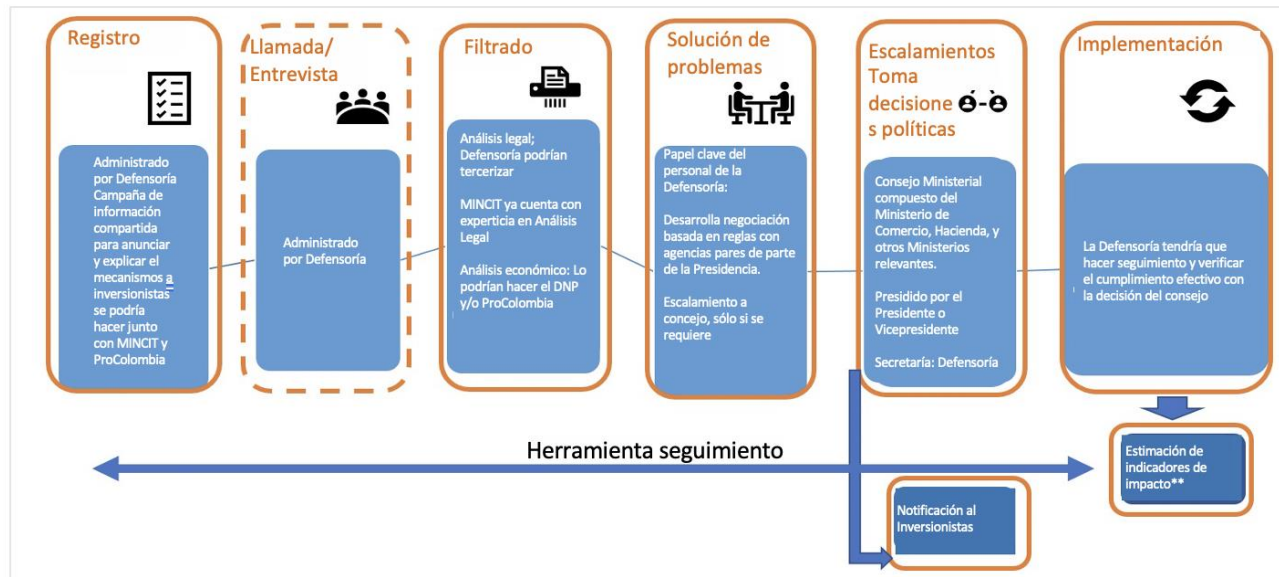 Registro
Administrado
por Defensoría
Campaña de
información
compartida
para anunciar
y explicar el
mecanismos a
inversionistas
se podría
hacer junto
con MINCIT y
ProColombia
Llamada/
Entrevista
Administrado
por Defensoría
Filtrado
Análisis legal;
Defensoría podrían
tercerizar
MINCIT ya cuenta con
experticia en Análisis
Legal
Análisis económico: Lo
podrían hacer el DNP
y/o ProColombia
Solución de
problemas
Papel clave del
personal de la
Defensoría:
Desarrolla negociación
basada en reglas con
agencias pares de parte
de la Presidencia.
Escalamiento a
concejo, sólo si se
requiere
Escalamientos
Toma
decisione
s políticas
Consejo Ministerial
compuesto del
Ministerio de
Comercio, Hacienda, y
otros Ministerios
relevantes.
Presidido por el
Presidente o
Vicepresidente
Secretaría: Defensoría
Implementación
La Defensoría tendría que
hacer seguimiento y verificar
el cumplimiento efectivo con
la decisión del consejo
Herramienta seguimiento
Estimación de
indicadores de
impacto**
Notificación al
Inversionistas